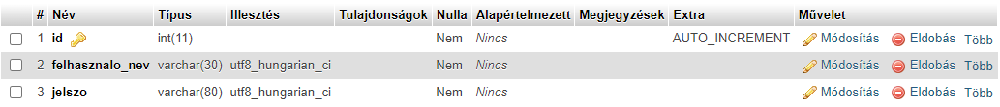 # Név Típus Illesztés Tulajdonságok Nulla Alapértelmezett Megjegyzések Extra Művelet
1 id int(11) Nem Nincs AUTO_INCREMENT Módosítás Eldobás Több
2 felhasznalo_nev varchar(30) utf8_hungarian_ci Nem Nincs Módosítás Eldobás Több
3 jelszo varchar(80) utf8_hungarian_ci Nem Nincs Módosítás Eldobás Több